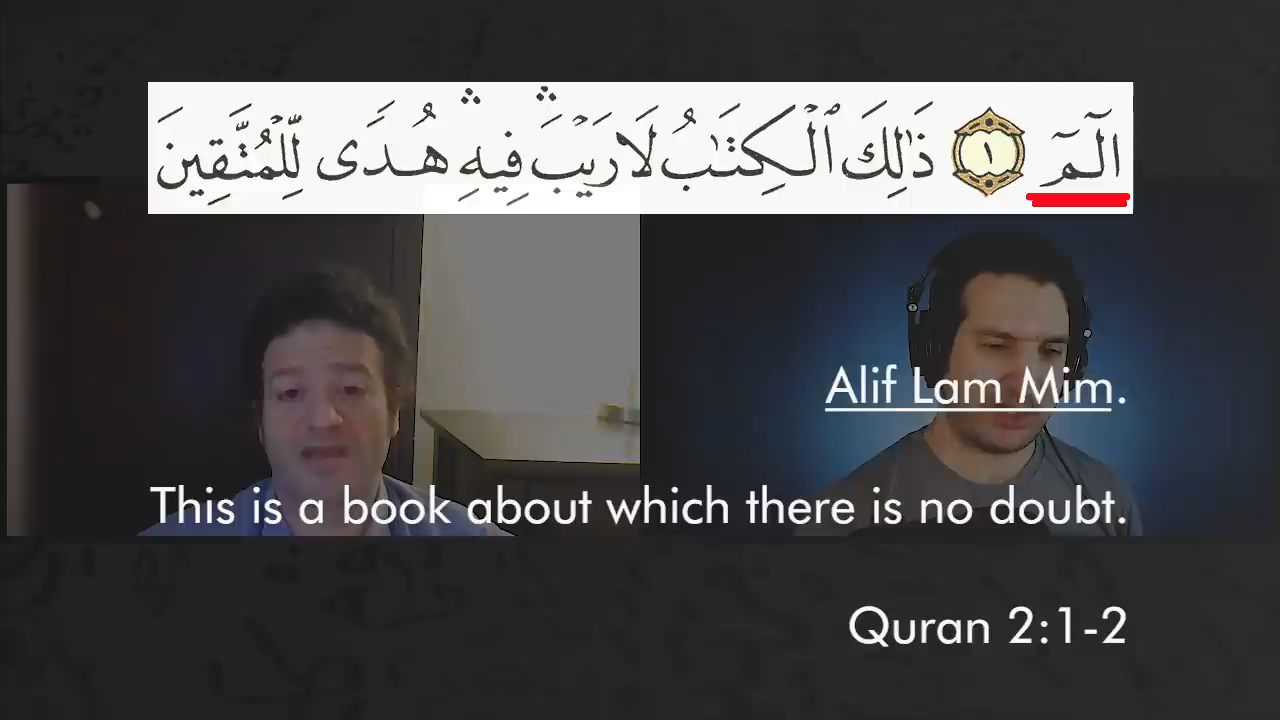 الٓمٓ ١ ذَٰلِكَ ٱلْكِتَٰبُ لَا رَيْبَ ۛ فِيهِ ۛ هُدًى لِّلْمُتَّقِينَ
Alif Lam Mim.
This is a book about which there is no doubt.
Quran 2:1-2